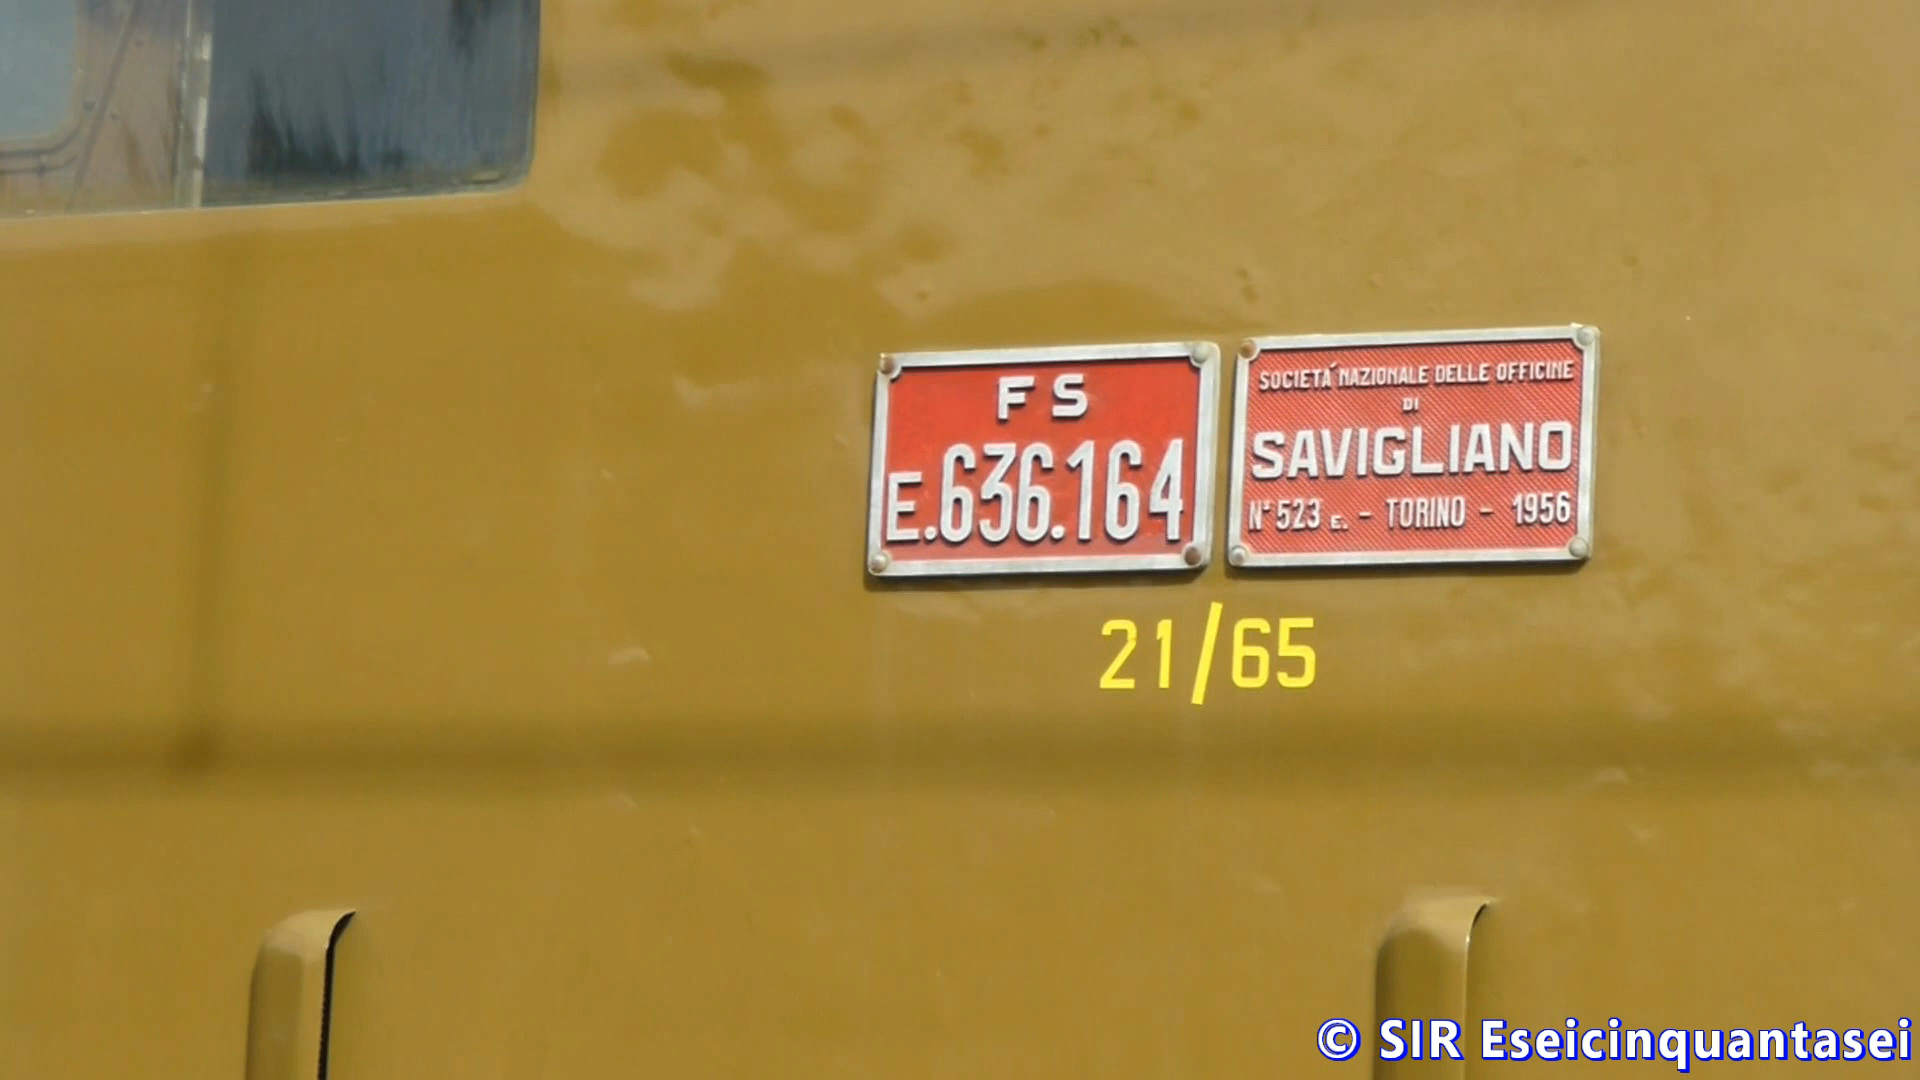 FS
E.636.164
SOCIETÁ NAZIONALE DELLE OFFICINE
DI
SAVIGLIANO
N° 523 E. - TORINO - 1956
21/65
© SIR Eseicinquantasei